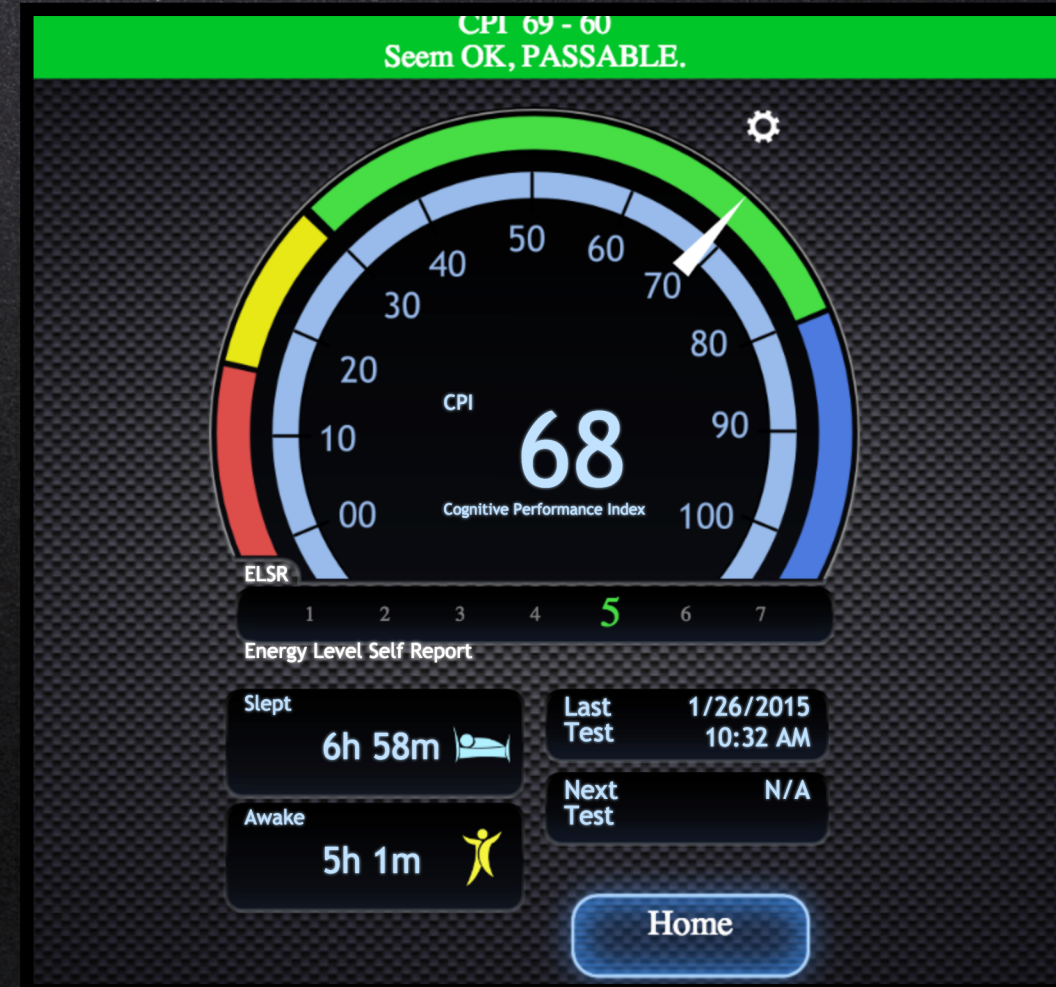 CPI 69 - 60
Seem OK, PASSABLE.
50
40
60
30
70
20
80
10
90
00
100
CPI
68
Cognitive Performance Index
ELSR
1 2 3 4 5 6 7
Energy Level Self Report
Slept
6h 58m
Awake
5h 1m
Last Test
1/26/2015
10:32 AM
Next Test
N/A
Home